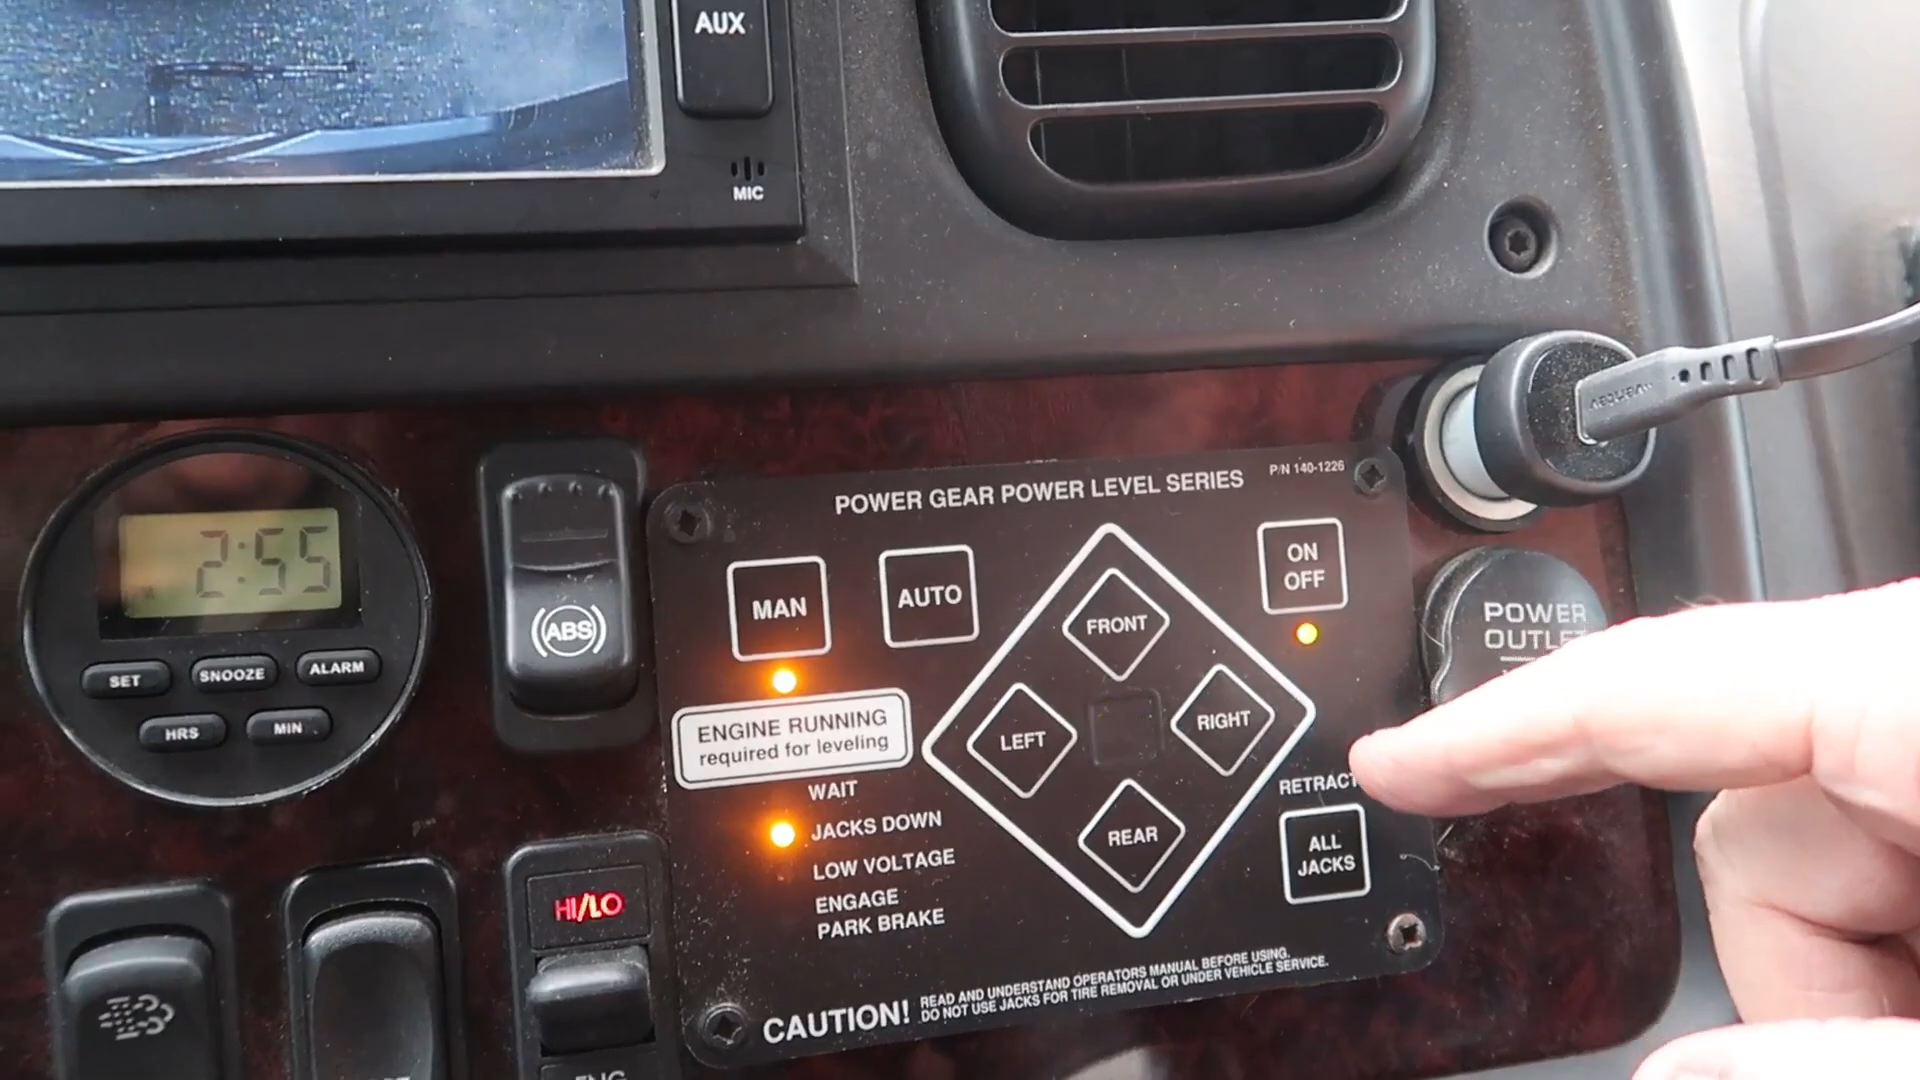 AUX
MIC
2:55
SET
SNOOZE
ALARM
HRS
MIN
ABS
HI/LO
POWER GEAR POWER LEVEL SERIES
P/N 140-1226
MAN
AUTO
ON
OFF
FRONT
LEFT
RIGHT
REAR
ENGINE RUNNING
required for leveling
WAIT
JACKS DOWN
LOW VOLTAGE
ENGAGE
PARK BRAKE
RETRACT
ALL
JACKS
CAUTION!
READ AND UNDERSTAND OPERATORS MANUAL BEFORE USING.
DO NOT USE JACKS FOR TIRE REMOVAL OR UNDER VEHICLE SERVICE.
POWER
OUTLET